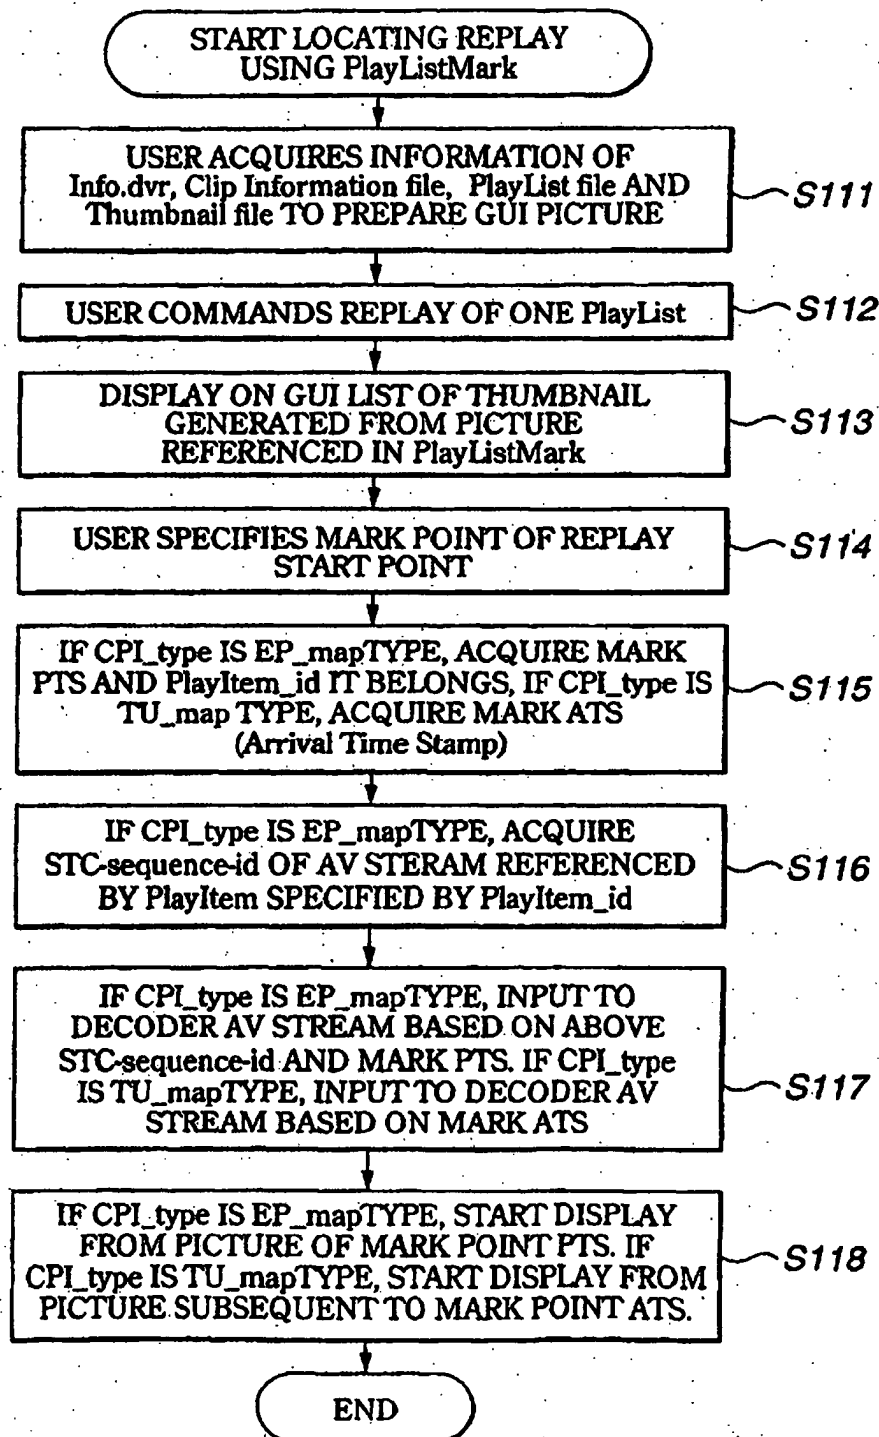 START LOCATING REPLAY
USING PlayListMark
USER ACQUIRES INFORMATION OF
Info.dvr, Clip Information file, PlayList file AND
Thumbnail file TO PREPARE GUI PICTURE
S111
USER COMMANDS REPLAY OF ONE PlayList
S112
DISPLAY ON GUI LIST OF THUMBNAIL
GENERATED FROM PICTURE
REFERENCED IN PlayListMark
S113
USER SPECIFIES MARK POINT OF REPLAY
START POINT
S114
IF CPI_type IS EP_mapTYPE, ACQUIRE MARK
PTS AND PlayItem_id IT BELONGS, IF CPI_type IS
TU_map TYPE, ACQUIRE MARK ATS
(Arrival Time Stamp)
S115
IF CPI_type IS EP_mapTYPE, ACQUIRE
STC-sequence-id OF AV STERAM REFERENCED
BY PlayItem SPECIFIED BY PlayItem_id
S116
IF CPI_type IS EP_mapTYPE, INPUT TO
DECODER AV STREAM BASED ON ABOVE
STC-sequence-id AND MARK PTS. IF CPI_type
IS TU_mapTYPE, INPUT TO DECODER AV
STREAM BASED ON MARK ATS
S117
IF CPI_type IS EP_mapTYPE, START DISPLAY
FROM PICTURE OF MARK POINT PTS. IF
CPI_type IS TU_mapTYPE, START DISPLAY FROM
PICTURE SUBSEQUENT TO MARK POINT ATS.
S118
END